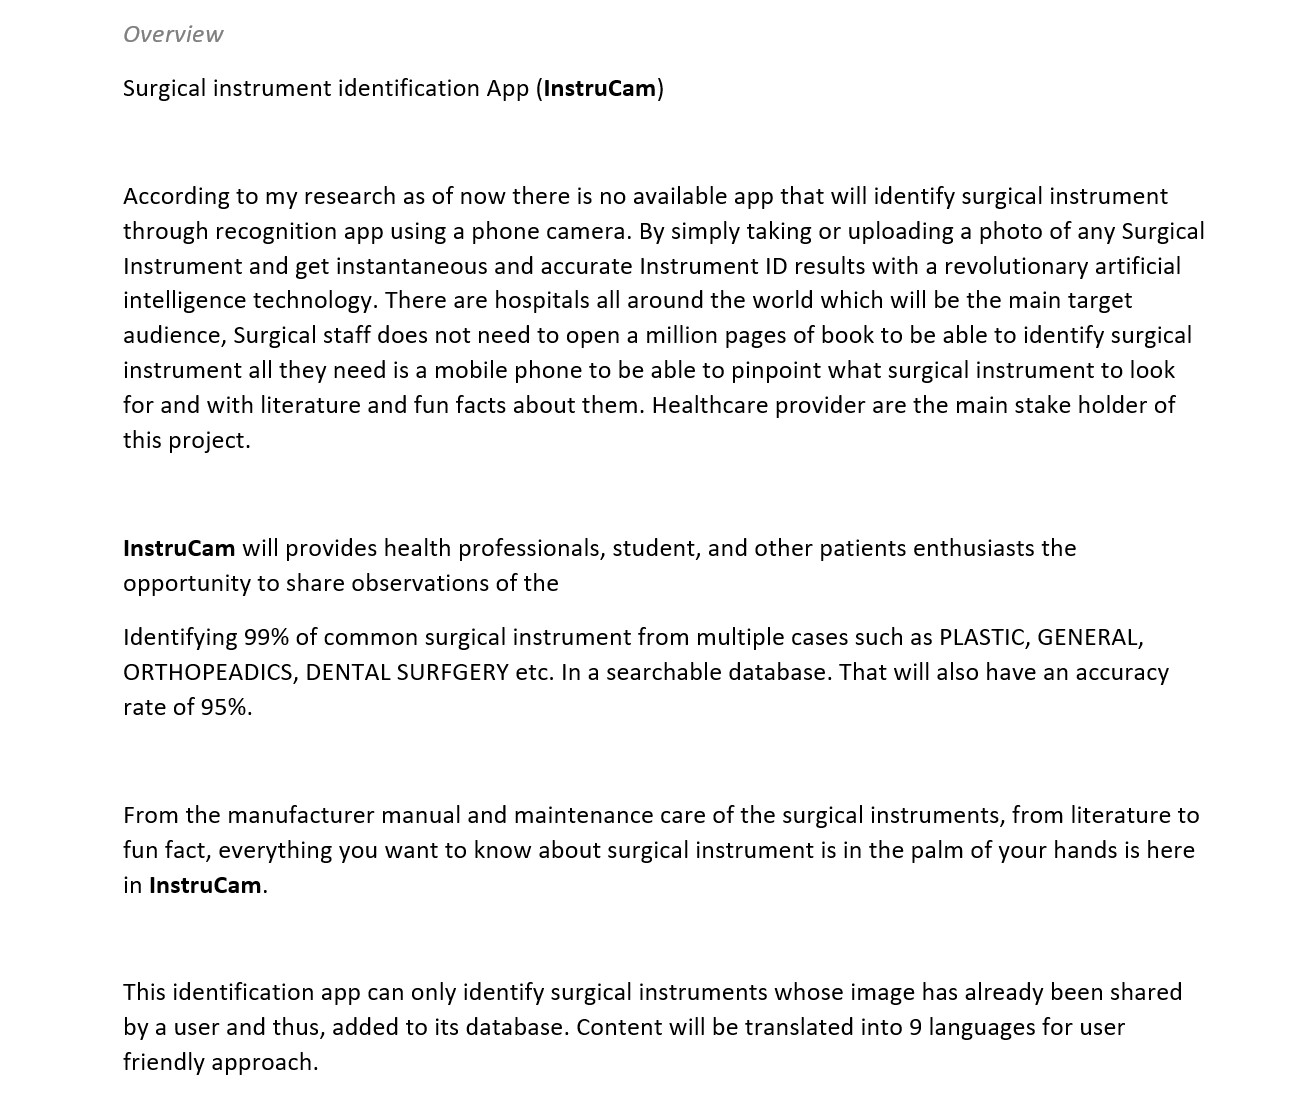 Overview
Surgical instrument identification App (InstruCam)
According to my research as of now there is no available app that will identify surgical instrument
through recognition app using a phone camera. By simply taking or uploading a photo of any Surgical
Instrument and get instantaneous and accurate Instrument ID results with a revolutionary artificial
intelligence technology. There are hospitals all around the world which will be the main target
audience, Surgical staff does not need to open a million pages of book to be able to identify surgical
instrument all they need is a mobile phone to be able to pinpoint what surgical instrument to look
for and with literature and fun facts about them. Healthcare provider are the main stake holder of
this project.
InstruCam will provides health professionals, student, and other patients enthusiasts the
opportunity to share observations of the
Identifying 99% of common surgical instrument from multiple cases such as PLASTIC, GENERAL,
ORTHOPEADICS, DENTAL SURFGERY etc. In a searchable database. That will also have an accuracy
rate of 95%.
From the manufacturer manual and maintenance care of the surgical instruments, from literature to
fun fact, everything you want to know about surgical instrument is in the palm of your hands is here
in InstruCam.
This identification app can only identify surgical instruments whose image has already been shared
by a user and thus, added to its database. Content will be translated into 9 languages for user
friendly approach.